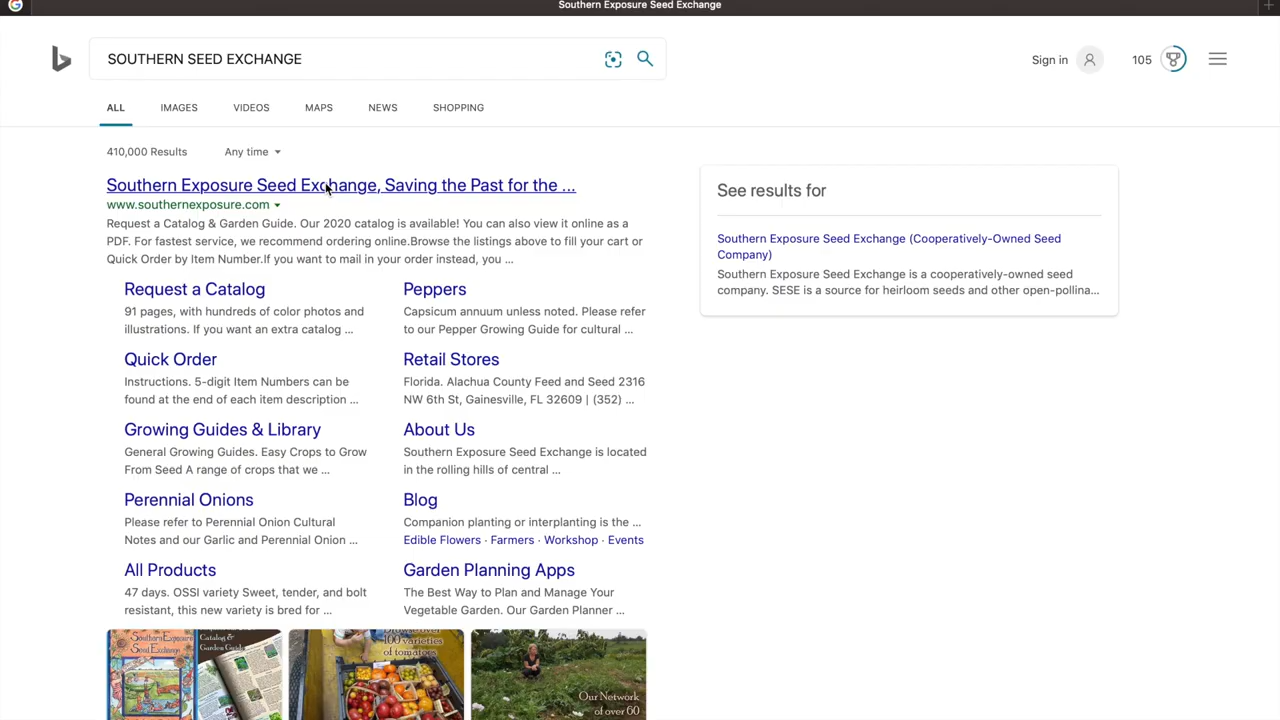 Southern Exposure Seed Exchange
SOUTHERN SEED EXCHANGE
Sign in
105
ALL
IMAGES
VIDEOS
MAPS
NEWS
SHOPPING
410,000 Results
Any time
Southern Exposure Seed Exchange, Saving the Past for the ...
www.southernexposure.com
Request a Catalog & Garden Guide. Our 2020 catalog is available! You can also view it online as a
PDF. For fastest service, we recommend ordering online.Browse the listings above to fill your cart or
Quick Order by Item Number.If you want to mail in your order instead, you ...
Request a Catalog
91 pages, with hundreds of color photos and
illustrations. If you want an extra catalog ...
Peppers
Capsicum annuum unless noted. Please refer
to our Pepper Growing Guide for cultural ...
Quick Order
Instructions. 5-digit Item Numbers can be
found at the end of each item description ...
Retail Stores
Florida. Alachua County Feed and Seed 2316
NW 6th St, Gainesville, FL 32609 | (352) ...
Growing Guides & Library
General Growing Guides. Easy Crops to Grow
From Seed A range of crops that we ...
About Us
Southern Exposure Seed Exchange is located
in the rolling hills of central ...
Perennial Onions
Please refer to Perennial Onion Cultural
Notes and our Garlic and Perennial Onion ...
Blog
Companion planting or interplanting is the ...
Edible Flowers · Farmers · Workshop · Events
All Products
47 days. OSSI variety Sweet, tender, and bolt
resistant, this new variety is bred for ...
Garden Planning Apps
The Best Way to Plan and Manage Your
Vegetable Garden. Our Garden Planner ...
See results for
Southern Exposure Seed Exchange (Cooperatively-Owned Seed
Company)
Southern Exposure Seed Exchange is a cooperatively-owned seed
company. SESE is a source for heirloom seeds and other open-pollina...
Southern Exposure
Seed Exchange
Catalog &
Garden Guide
100 varieties
of tomatoes
Our Network
of over 60